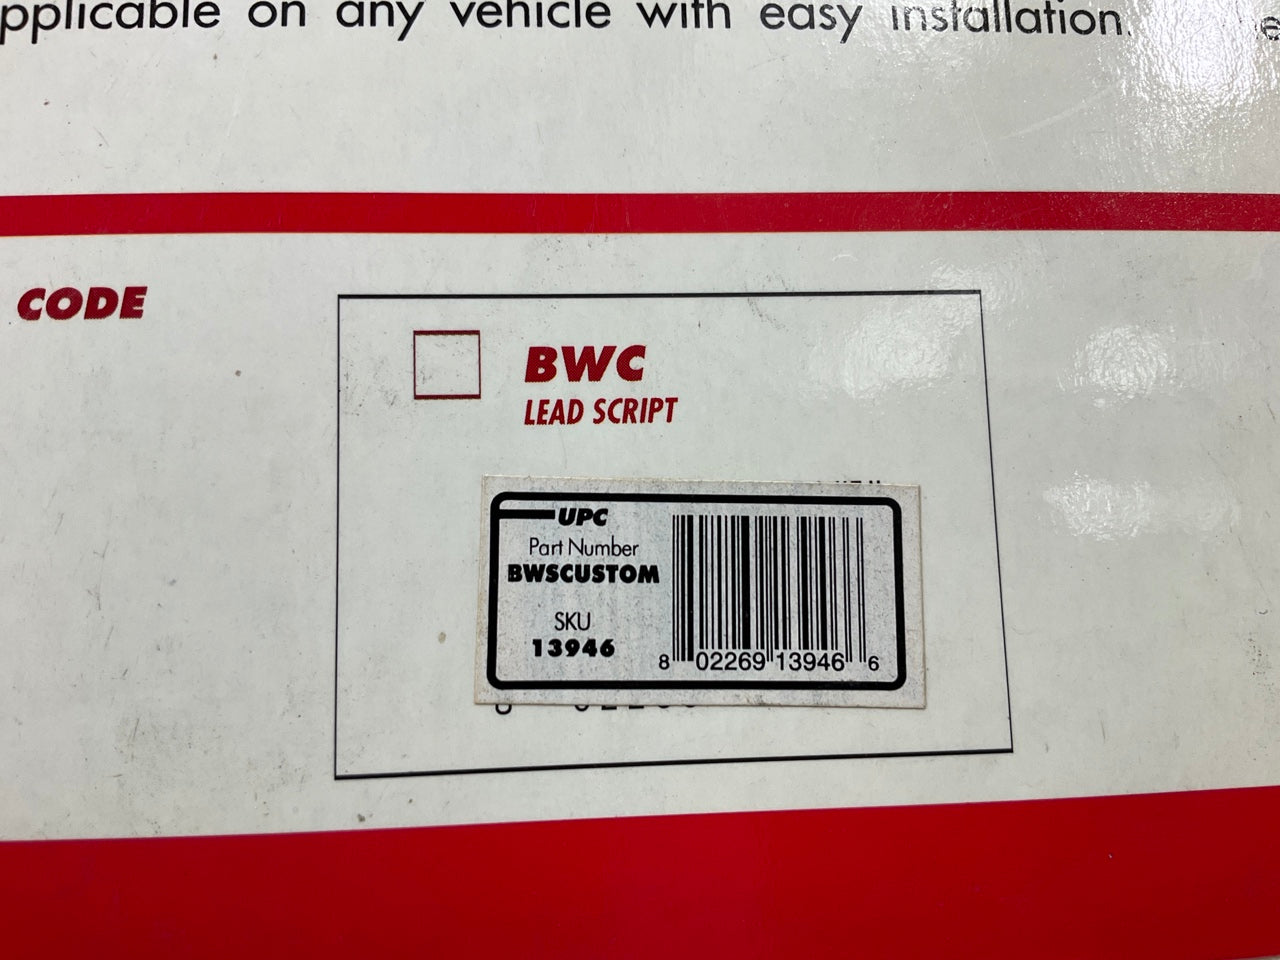 applicable on any vehicle with easy installation.
CODE
BWC
LEAD SCRIPT
UPC
Part Number
BWSCUSTOM
SKU
13946
8 02269 13946 6